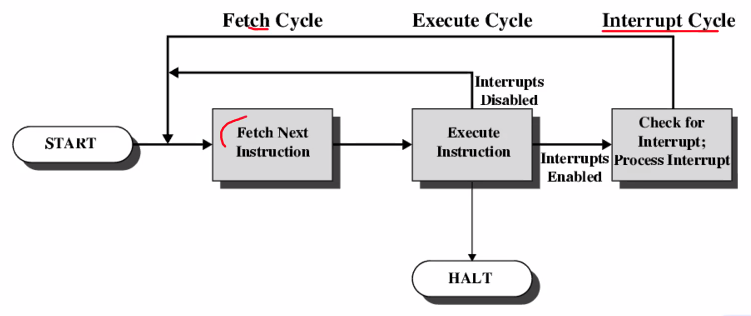 Fetch Cycle
Execute Cycle
Interrupt Cycle
Interrupts
Disabled
START
Fetch Next
Instruction
Execute
Instruction
Interrupts
Enabled
Check for
Interrupt;
Process Interrupt
HALT